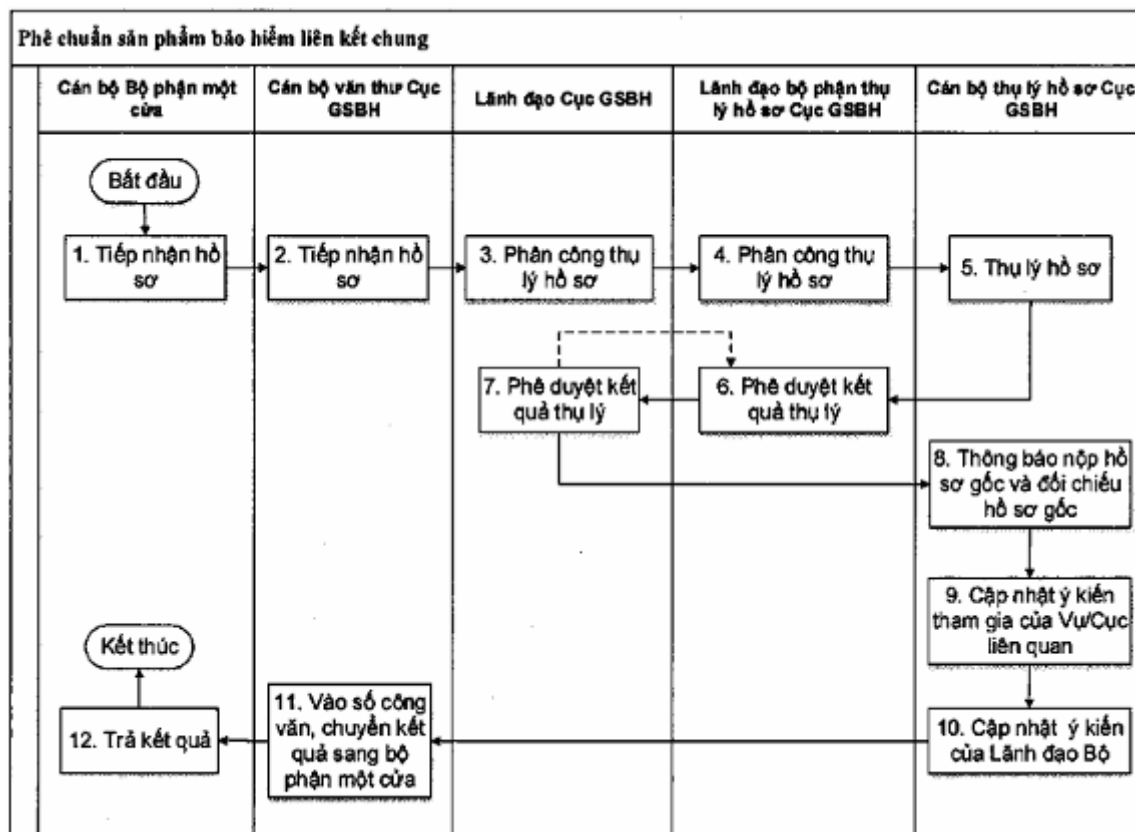 Phê chuẩn sản phẩm bảo hiểm liên kết chung
Cán bộ Bộ phận một
cửa
Cán bộ văn thư Cục
GSBH
Lãnh đạo Cục GSBH
Lãnh đạo bộ phận thụ
lý hồ sơ Cục GSBH
Cán bộ thụ lý hồ sơ Cục
GSBH
Bắt đầu
1. Tiếp nhận hồ
sơ
2. Tiếp nhận hồ
sơ
3. Phân công thụ
lý hồ sơ
4. Phân công thụ
lý hồ sơ
5. Thụ lý hồ sơ
7. Phê duyệt kết
quả thụ lý
6. Phê duyệt kết
quả thụ lý
8. Thông báo nộp hồ
sơ gốc và đối chiếu
hồ sơ gốc
9. Cập nhật ý kiến
tham gia của Vụ/Cục
liên quan
Kết thúc
12. Trả kết quả
11. Vào số công
văn, chuyển kết
quả sang bộ
phận một cửa
10. Cập nhật ý kiến
của Lãnh đạo Bộ